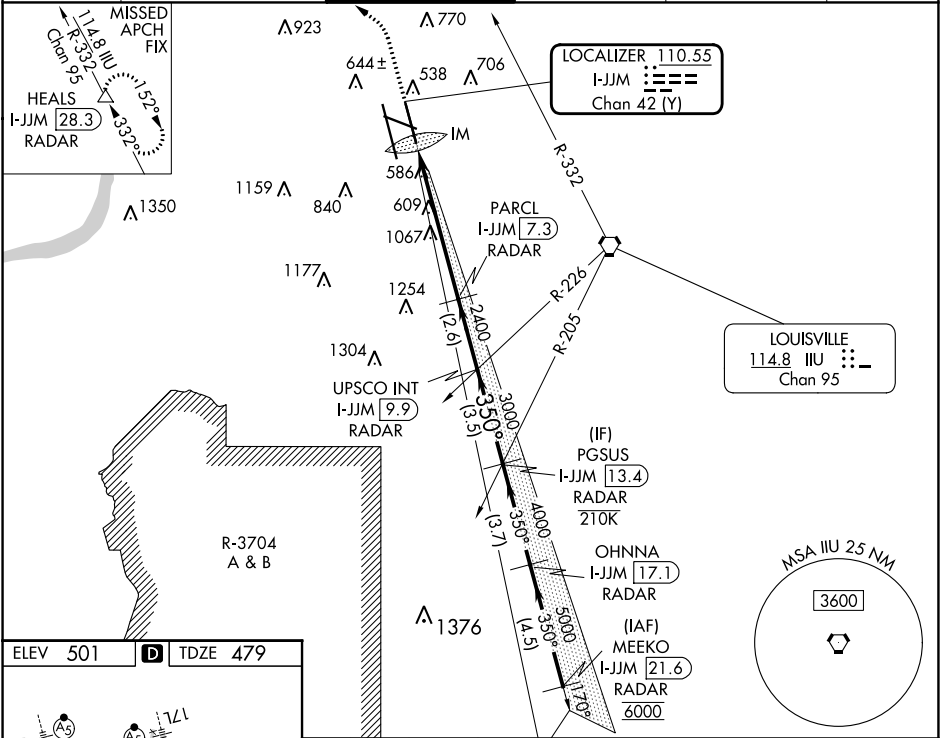 MISSED
APCH
FIX
114.8 IIU
R-332
Chan 95
152°
332°
HEALS
I-JJM 28.3
RADAR
923
770
644±
538
706
LOCALIZER 110.55
I-JJM
Chan 42 (Y)
IM
R-332
586
1159
840
609
1350
1067
PARCL
I-JJM 7.3
RADAR
1177
1254
R-226
R-205
2400
(2.6)
LOUISVILLE
114.8 IIU
Chan 95
1304
UPSCO INT
I-JJM 9.9
RADAR
3000
350°
(3.5)
(IF)
PGSUS
I-JJM 13.4
RADAR
210K
4000
350°
(3.7)
R-3704
A & B
OHNNA
I-JJM 17.1
RADAR
MSA IIU 25 NM
3600
1376
5000
350°
(4.5)
(IAF)
MEEKO
I-JJM 21.6
RADAR
6000
170°
ELEV 501 D TDZE 479
A5
17L
A5